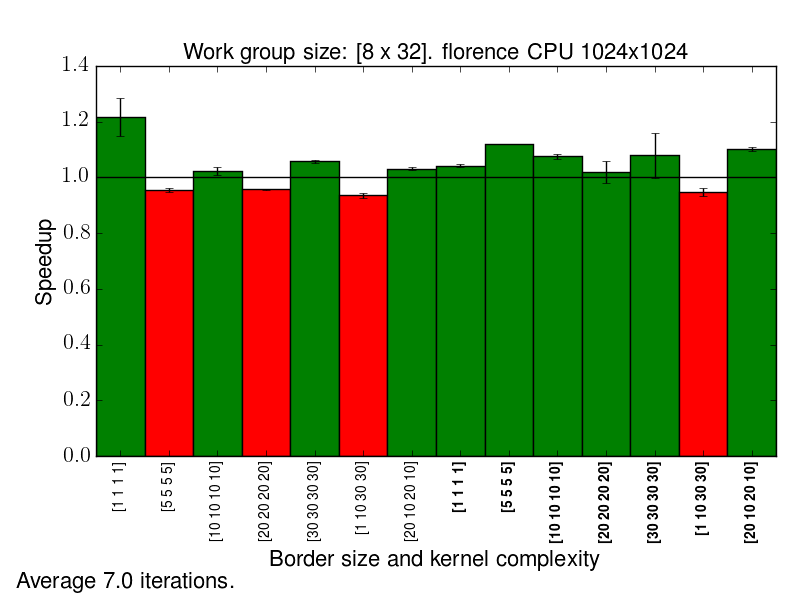 Work group size: [8 x 32]. florence CPU 1024x1024
1.4
1.2
1.0
0.8
0.6
0.4
0.2
0.0
Speedup
[1 1 1 1]
[5 5 5 5]
[10 10 10 10]
[20 20 20 20]
[30 30 30 30]
[1 10 30 30]
[20 10 20 10]
[1 1 1 1]
[5 5 5 5]
[10 10 10 10]
[20 20 20 20]
[30 30 30 30]
[1 10 30 30]
[20 10 20 10]
Border size and kernel complexity
Average 7.0 iterations.